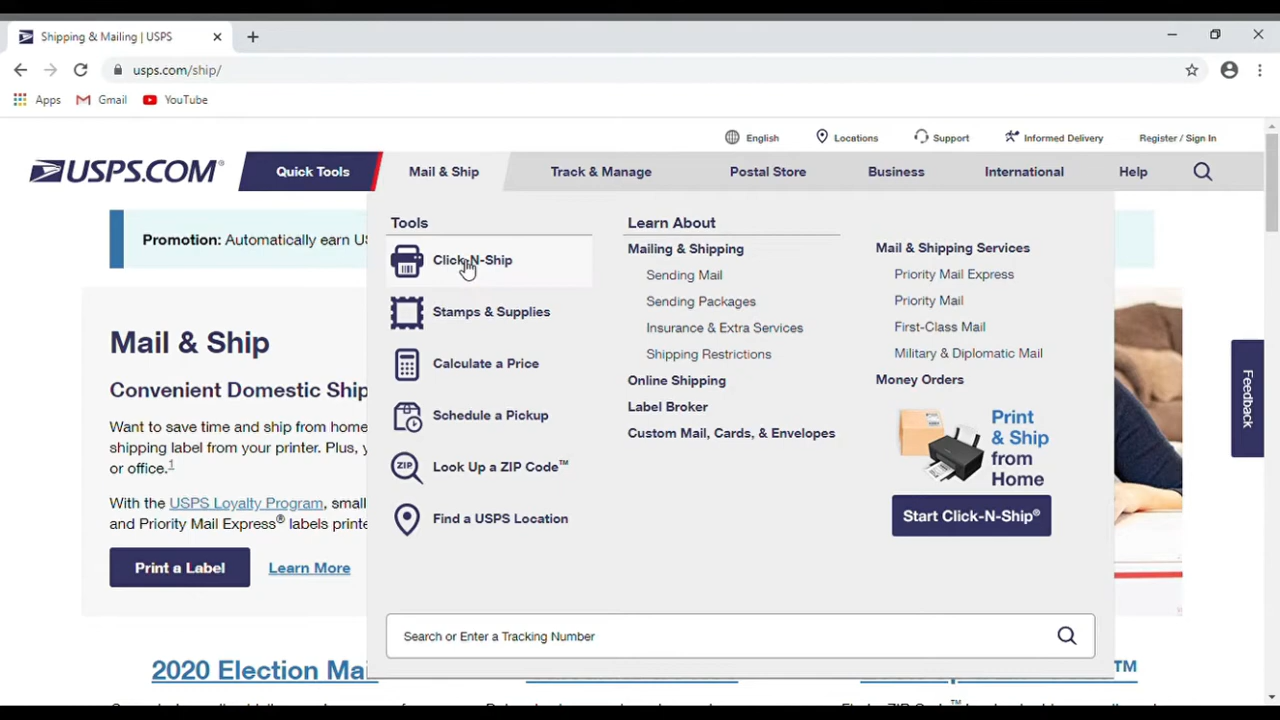 Shipping & Mailing | USPS
usps.com/ship/
Apps Gmail YouTube
English Locations Support Informed Delivery Register / Sign In
USPS.COM® Quick Tools Mail & Ship Track & Manage Postal Store Business International Help
Promotion: Automatically earn US
Mail & Ship
Convenient Domestic Ship
Want to save time and ship from home
shipping label from your printer. Plus,
or office.1
With the USPS Loyalty Program, small
and Priority Mail Express® labels printe
Print a Label Learn More
Tools
Click-N-Ship
Stamps & Supplies
Calculate a Price
Schedule a Pickup
ZIP Look Up a ZIP Code™
Find a USPS Location
Learn About
Mailing & Shipping
Sending Mail
Sending Packages
Insurance & Extra Services
Shipping Restrictions
Online Shipping
Label Broker
Custom Mail, Cards, & Envelopes
Mail & Shipping Services
Priority Mail Express
Priority Mail
First-Class Mail
Military & Diplomatic Mail
Money Orders
Print
& Ship
from
Home
Start Click-N-Ship®
Search or Enter a Tracking Number
Feedback
2020 Election Mai
TM